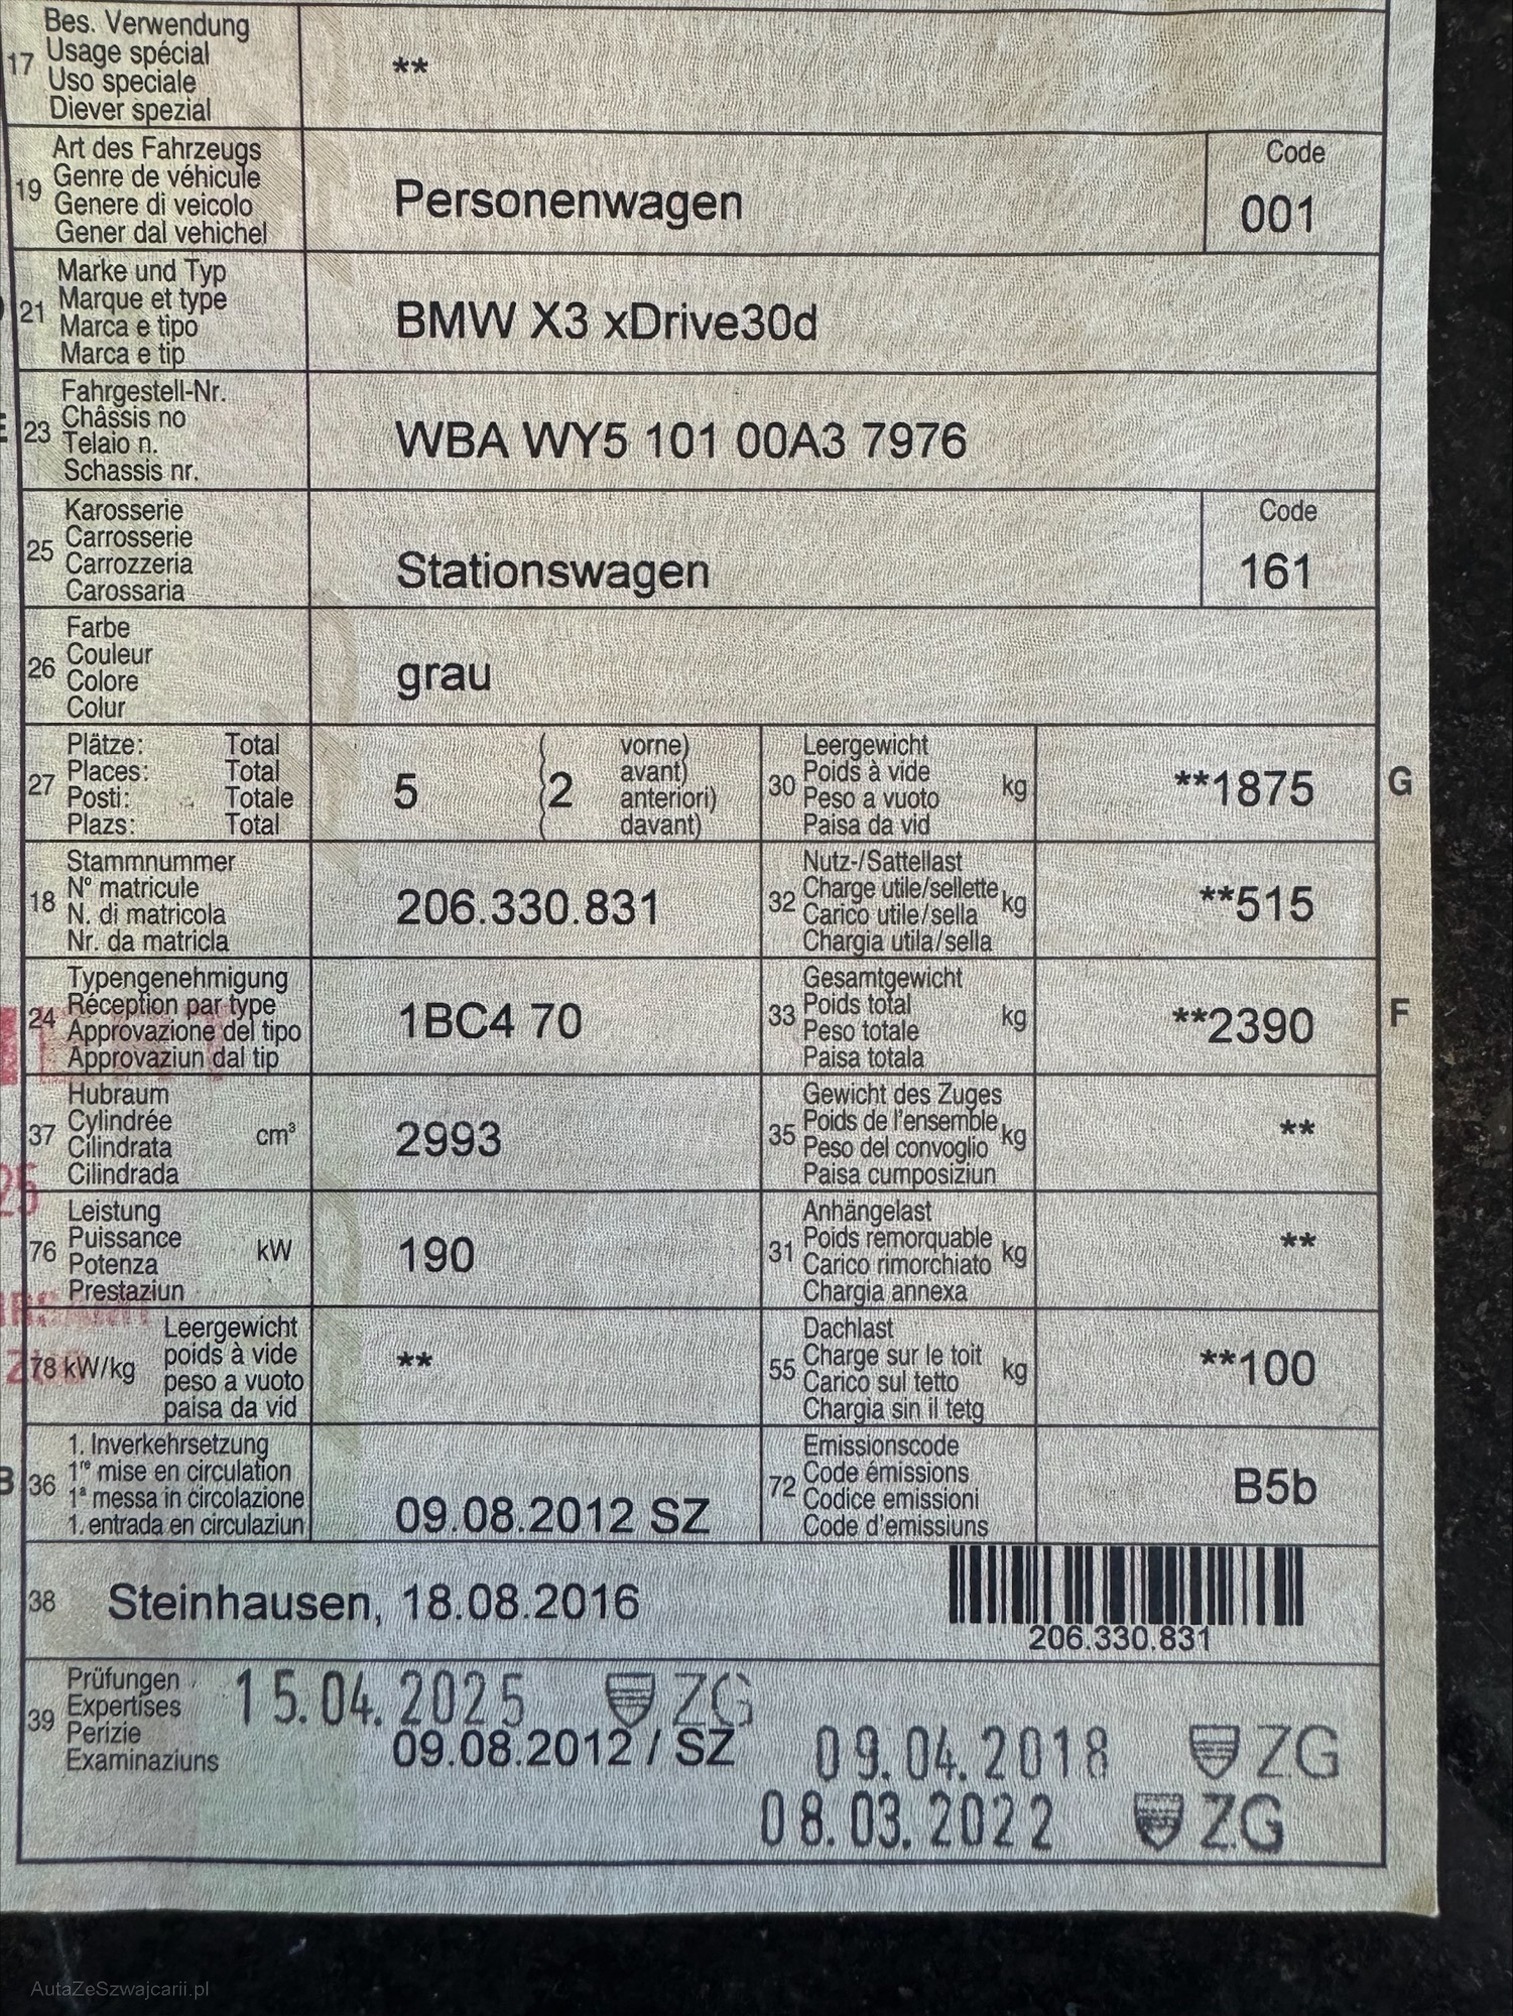 17
Bes. Verwendung
Usage spécial
Uso speciale
Diever spezial
**
19
Art des Fahrzeugs
Genre de véhicule
Genere di veicolo
Gener dal vehichel
Personenwagen
Code
001
21
Marke und Typ
Marque et type
Marca e tipo
Marca e tip
BMW X3 xDrive30d
23
Fahrgestell-Nr.
Châssis no
Telaio n.
Schassis nr.
WBA WY5 101 00A3 7976
25
Karosserie
Carrosserie
Carrozzeria
Carossaria
Stationswagen
Code
161
26
Farbe
Couleur
Colore
Colur
grau
27
Plätze: Total
Places: Total
Posti: Totale
Plazs: Total
5
(2
vorne)
avant)
anteriori)
davant)
30
Leergewicht
Poids à vide
Peso a vuoto
Paisa da vid
kg
**1875
G
18
Stammnummer
N° matricule
N. di matricola
Nr. da matricla
206.330.831
32
Nutz-/Sattellast
Charge utile/sellette
Carico utile/sella
Chargia utila/sella
kg
**515
24
Typengenehmigung
Réception par type
Approvazione del tipo
Approvaziun dal tip
1BC4 70
33
Gesamtgewicht
Poids total
Peso totale
Paisa totala
kg
**2390
F
37
Hubraum
Cylindrée
Cilindrata
Cilindrada
cm³
2993
35
Gewicht des Zuges
Poids de l'ensemble
Peso del convoglio
Paisa cumposiziun
kg
**
76
Leistung
Puissance
Potenza
Prestaziun
kW
190
31
Anhängelast
Poids remorquable
Carico rimorchiato
Chargia annexa
kg
**
78 kW/kg
Leergewicht
poids à vide
peso a vuoto
paisa da vid
**
55
Dachlast
Charge sur le toit
Carico sul tetto
Chargia sin il tetg
kg
**100
B
36
1. Inverkehrsetzung
1re mise en circulation
1a messa in circolazione
1. entrada en circulaziun
09.08.2012 SZ
72
Emissionscode
Code émissions
Codice emissioni
Code d'emissiuns
B5b
38
Steinhausen, 18.08.2016
206.330.831
39
Prüfungen
Expertises
Perizie
Examinaziuns
15.04.2025 ZG
09.08.2012 / SZ
09.04.2018 ZG
08.03.2022 ZG
AutaZeSzwajcarii.pl